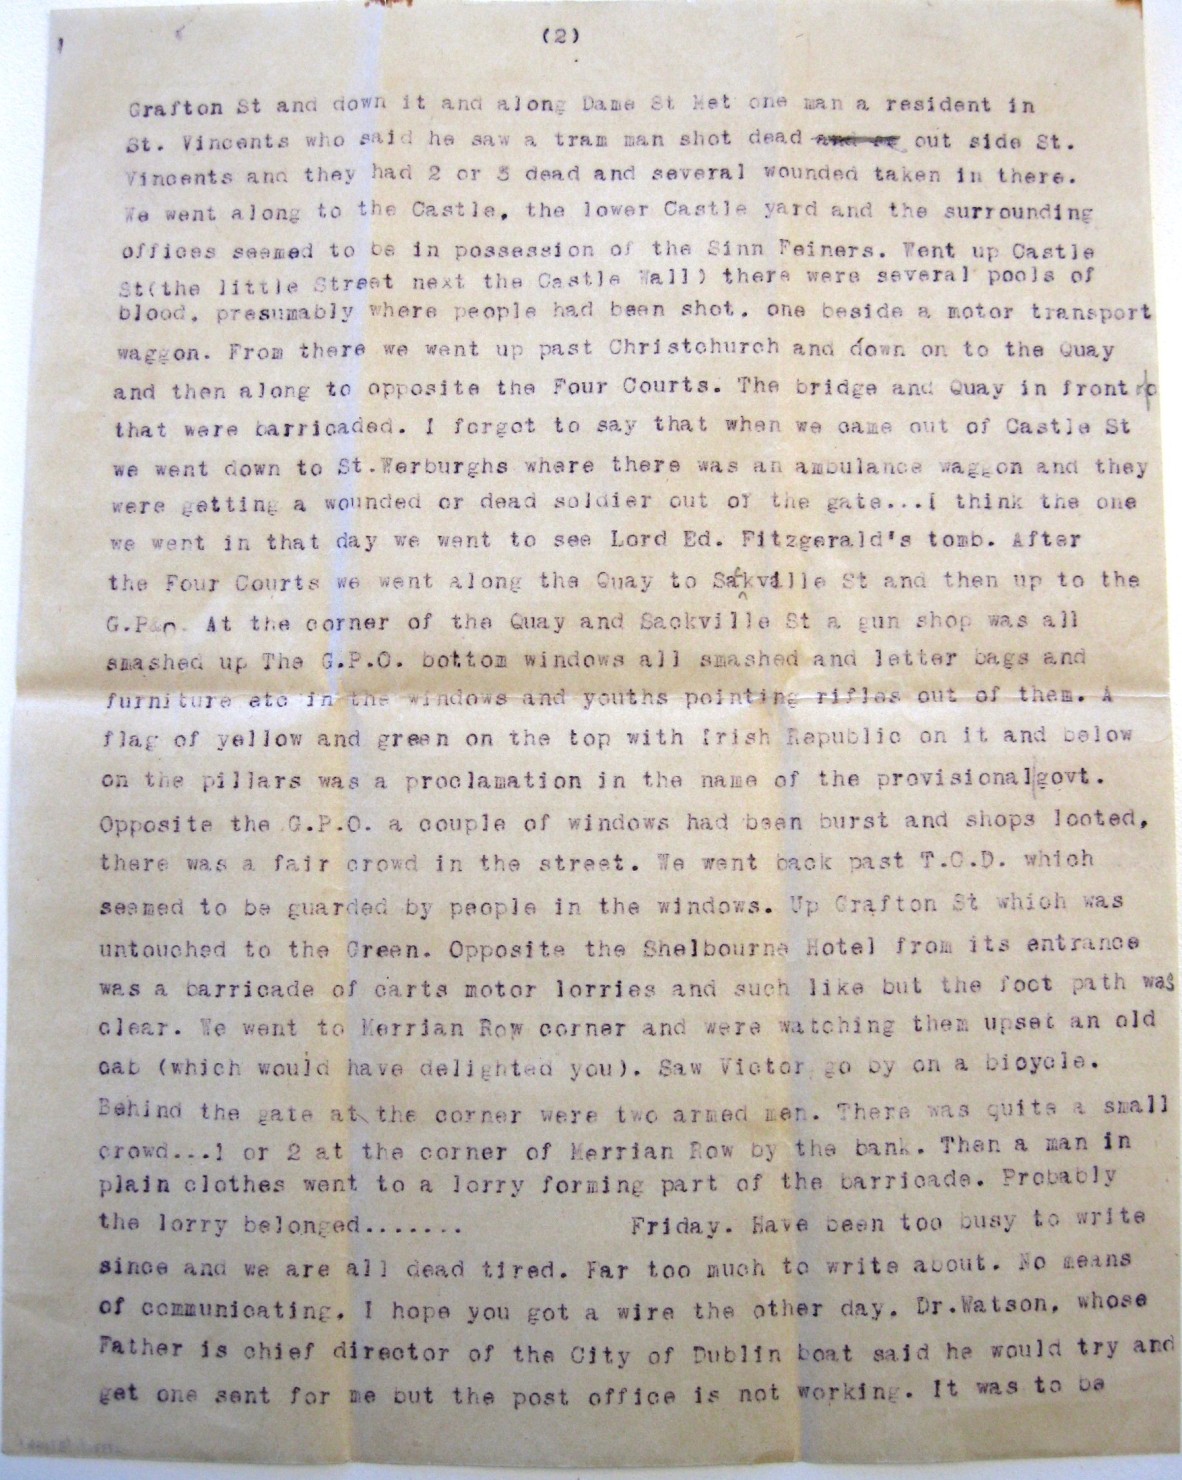 (2)
Grafton St and down it and along Dame St Met one man a resident in
St. Vincents who said he saw a tram man shot dead out side St.
Vincents and they had 2 or 3 dead and several wounded taken in there.
We went along to the Castle, the lower Castle yard and the surrounding
offices seemed to be in possession of the Sinn Feiners. Went up Castle
St(the little Street next the Castle Wall) there were several pools of
blood, presumably where people had been shot, one beside a motor transport
waggon. From there we went up past Christchurch and down on to the Quay
and then along to opposite the Four Courts. The bridge and Quay in front o
that were barricaded. I forgot to say that when we came out of Castle St
we went down to St.Werburghs where there was an ambulance waggon and they
were getting a wounded or dead soldier out of the gate...I think the one
we went in that day we went to see Lord Ed. Fitzgerald's tomb. After
the Four Courts we went along the Quay to Sackville St and then up to the
G.P.O. At the corner of the Quay and Sackville St a gun shop was all
smashed up The G.P.O. bottom windows all smashed and letter bags and
furniture etc in the windows and youths pointing rifles out of them. A
flag of yellow and green on the top with Irish Republic on it and below
on the pillars was a proclamation in the name of the provisional govt.
Opposite the G.P.O. a couple of windows had been burst and shops looted,
there was a fair crowd in the street. We went back past T.C.D. which
seemed to be guarded by people in the windows. Up Grafton St which was
untouched to the Green. Opposite the Shelbourne Hotel from its entrance
was a barricade of carts motor lorries and such like but the foot path was
clear. We went to Merrian Row corner and were watching them upset an old
cab (which would have delighted you). Saw Victor go by on a bicycle.
Behind the gate at the corner were two armed men. There was quite a small
crowd...1 or 2 at the corner of Merrian Row by the bank. Then a man in
plain clothes went to a lorry forming part of the barricade. Probably
the lorry belonged....... Friday. Have been too busy to write
since and we are all dead tired. Far too much to write about. No means
of communicating. I hope you got a wire the other day. Dr.Watson, whose
Father is chief director of the City of Dublin boat said he would try and
get one sent for me but the post office is not working. It was to be